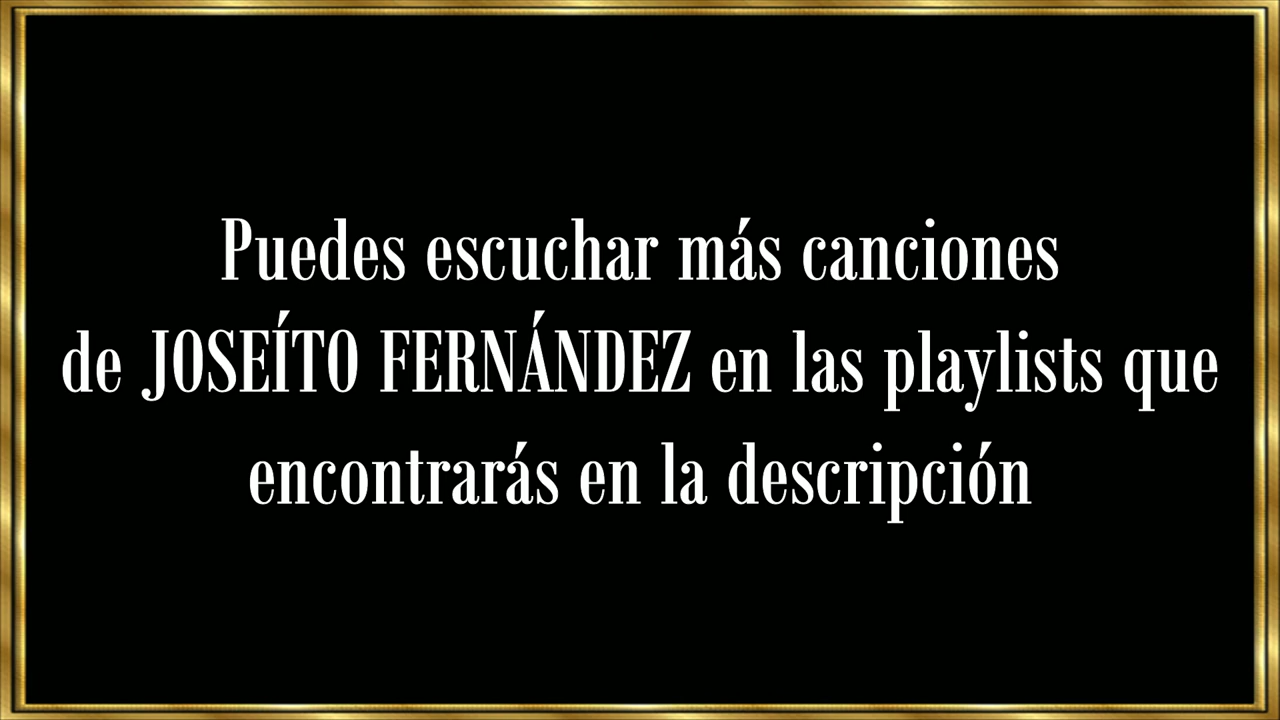 Puedes escuchar más canciones
de JOSEÍTO FERNÁNDEZ en las playlists que
encontrarás en la descripción